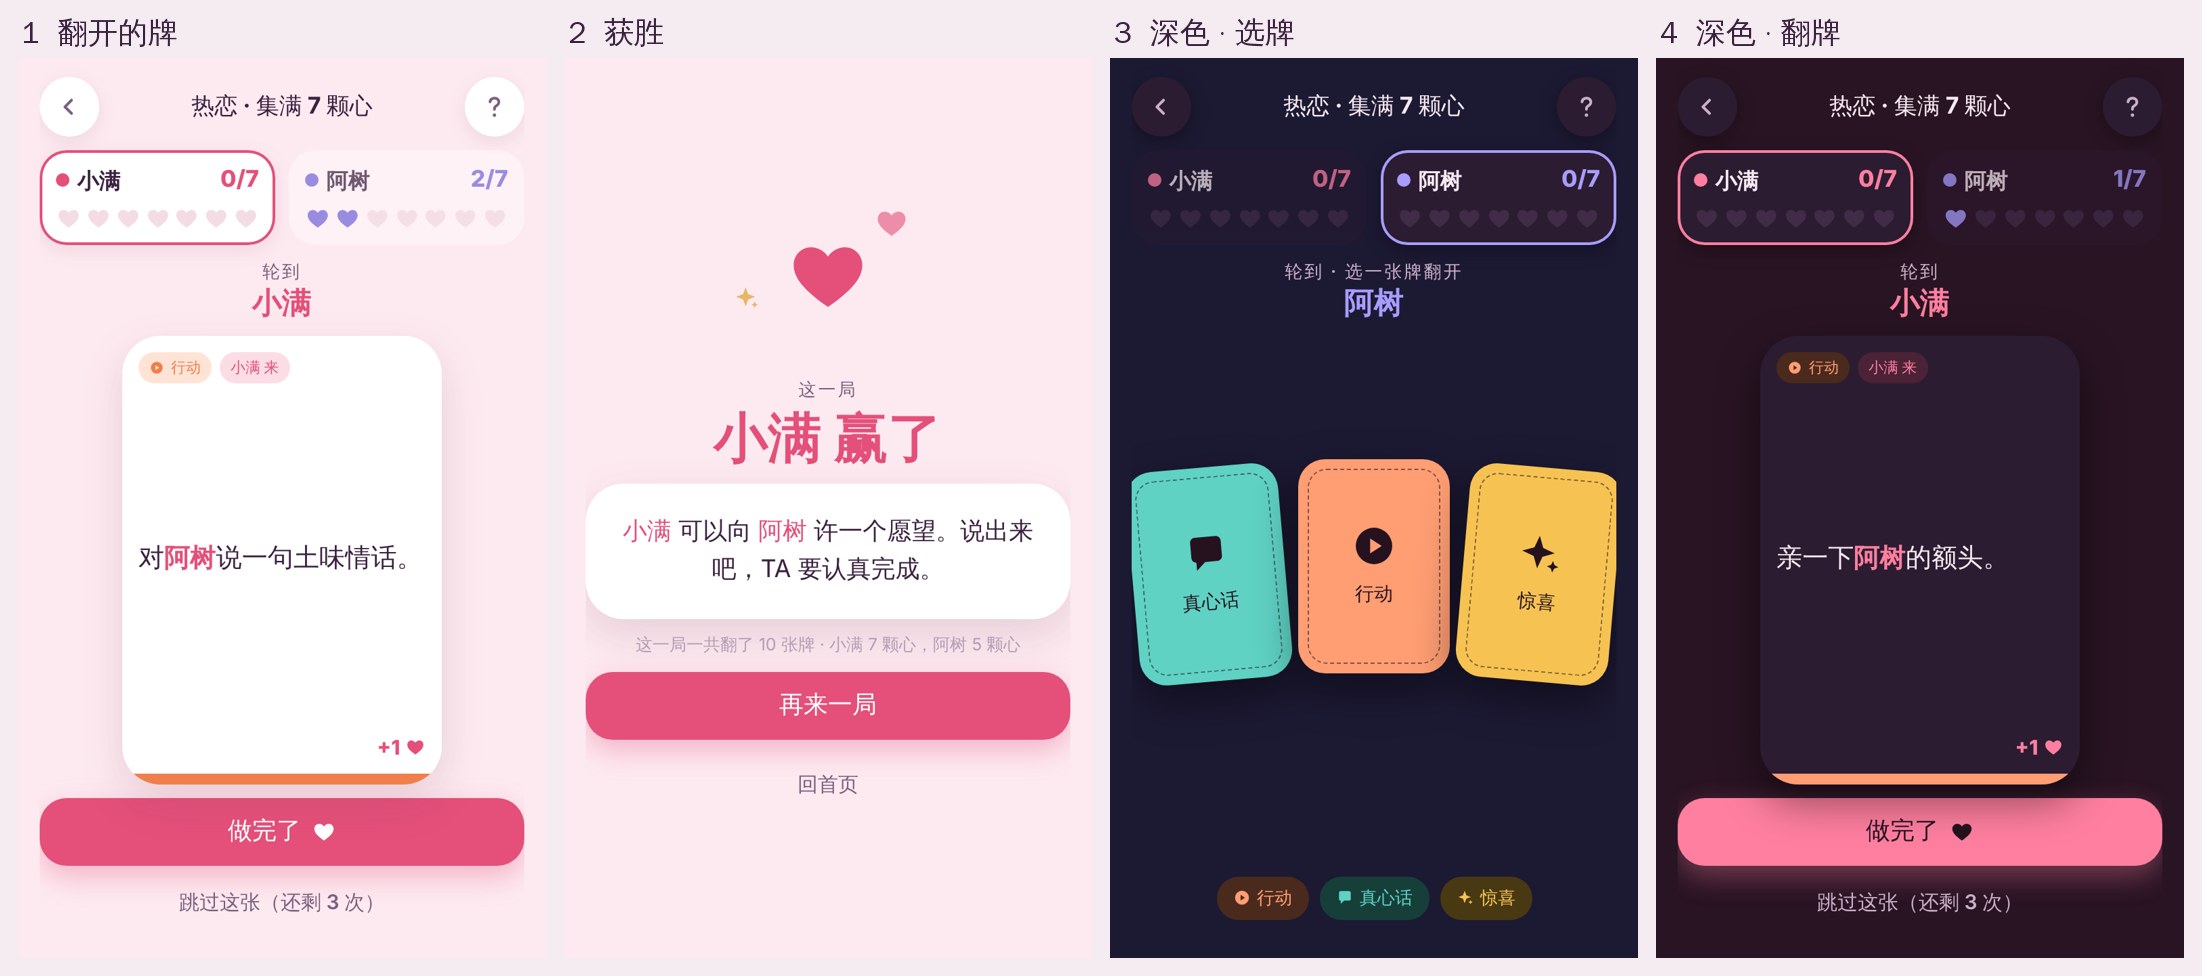 1 翻开的牌
热恋 · 集满 7 颗心
?
小满 0/7
阿树 2/7
轮到
小满
行动
小满 来
对阿树说一句土味情话。
+1
做完了
跳过这张（还剩 3 次）
2 获胜
这一局
小满 赢了
小满 可以向 阿树 许一个愿望。说出来
吧，TA 要认真完成。
这一局一共翻了 10 张牌 · 小满 7 颗心，阿树 5 颗心
再来一局
回首页
3 深色 · 选牌
热恋 · 集满 7 颗心
?
小满 0/7
阿树 0/7
轮到 · 选一张牌翻开
阿树
真心话
行动
惊喜
行动
真心话
惊喜
4 深色 · 翻牌
热恋 · 集满 7 颗心
?
小满 0/7
阿树 1/7
轮到
小满
行动
小满 来
亲一下阿树的额头。
+1
做完了
跳过这张（还剩 3 次）